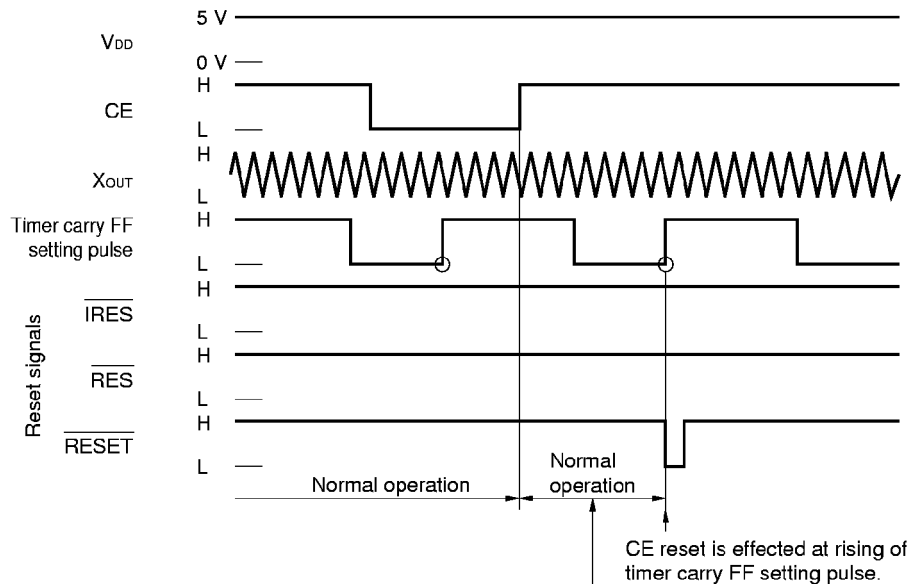 5 V
VDD
0 V
H
CE
L
H
XOUT
L
Timer carry FF
setting pulse
H
L
Reset signals
H
IRES
L
H
RES
L
H
RESET
L
Normal operation
Normal
operation
CE reset is effected at rising of
timer carry FF setting pulse.